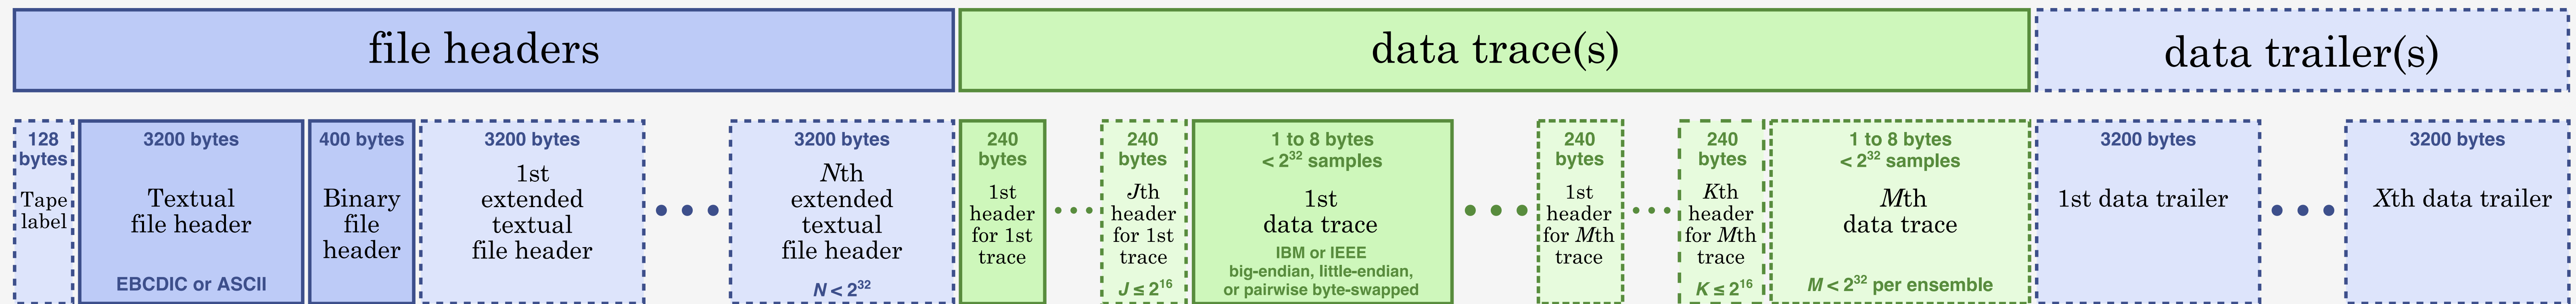 file headers
data trace(s)
data trailer(s)
128
bytes
Tape
label
3200 bytes
Textual
file header
EBCDIC or ASCII
400 bytes
Binary
file
header
3200 bytes
1st
extended
textual
file header
3200 bytes
Nth
extended
textual
file header
N < 2³²
240
bytes
1st
header
for 1st
trace
240
bytes
Jth
header
for 1st
trace
J ≤ 2¹⁶
1 to 8 bytes
< 2³² samples
1st
data trace
IBM or IEEE
big-endian, little-endian,
or pairwise byte-swapped
240
bytes
1st
header
for Mth
trace
240
bytes
Kth
header
for Mth
trace
K ≤ 2¹⁶
1 to 8 bytes
< 2³² samples
Mth
data trace
M < 2³² per ensemble
3200 bytes
1st data trailer
3200 bytes
Xth data trailer